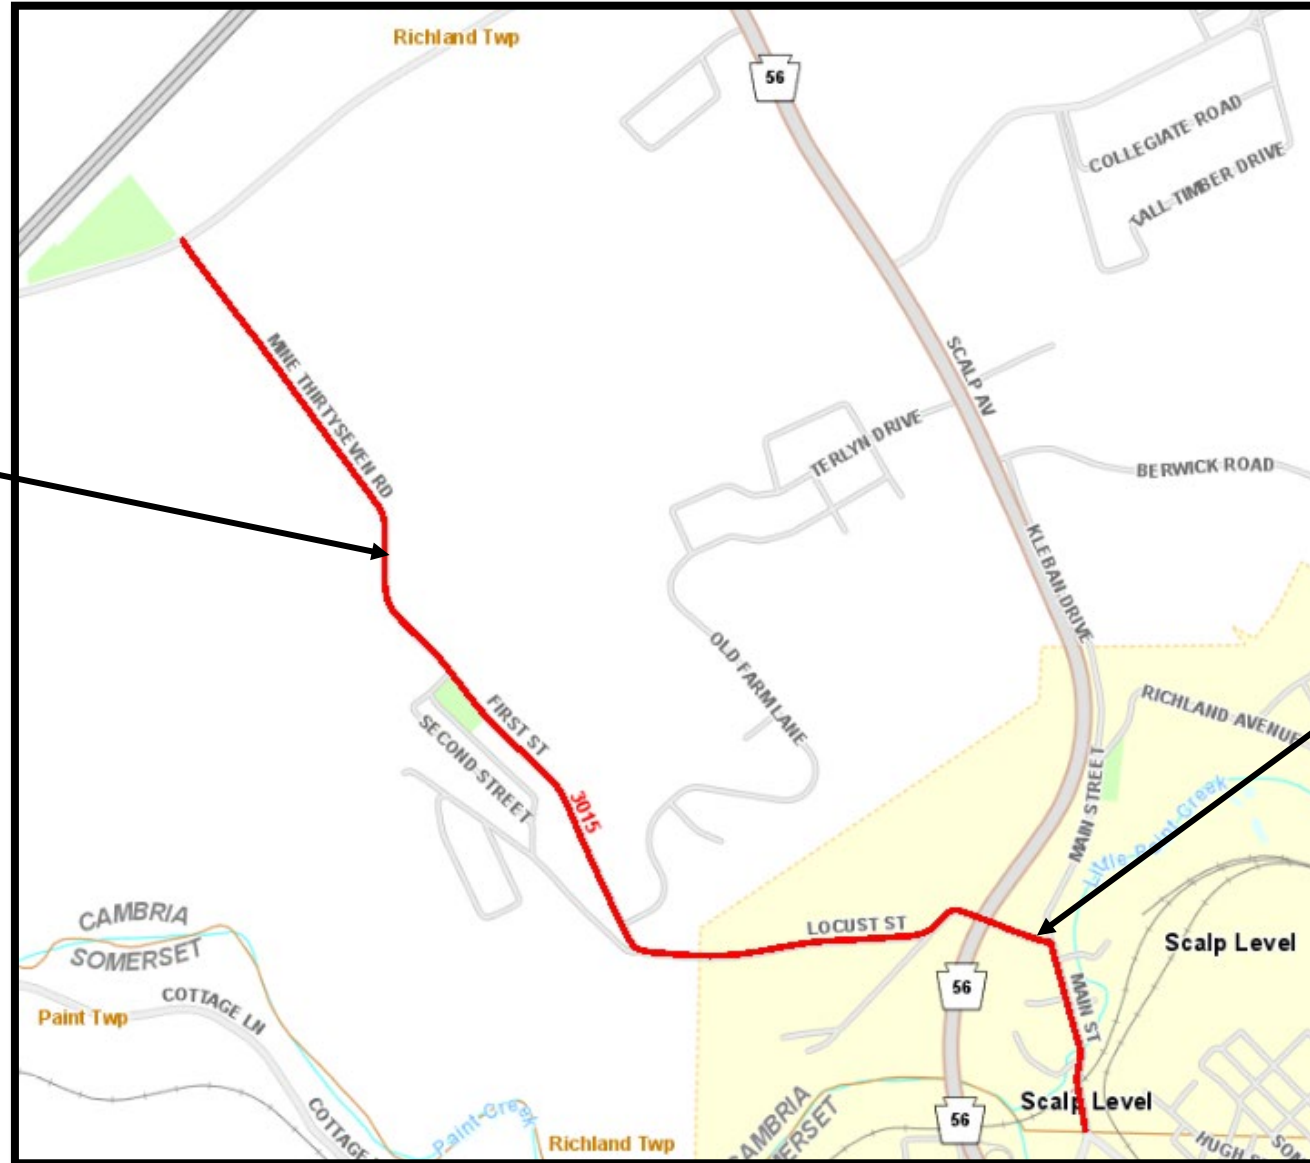 Richland Twp
56
COLLEGIATE ROAD
TALL TIMBER DRIVE
MINE THIRTYSEVEN RD
SCALP AV
TERLYN DRIVE
BERWICK ROAD
KLEBAN DRIVE
OLD FARM LANE
RICHLAND AVENUE
FIRST ST
SECOND STREET
3015
MAIN STREET
Little Paint Creek
CAMBRIA
SOMERSET
LOCUST ST
Scalp Level
COTTAGE LN
Paint Twp
56
MAIN ST
Scalp Level
COTTAGE
Paint Creek
Richland Twp
CAMBRIA
SOMERSET
56
HUGH S
SOM